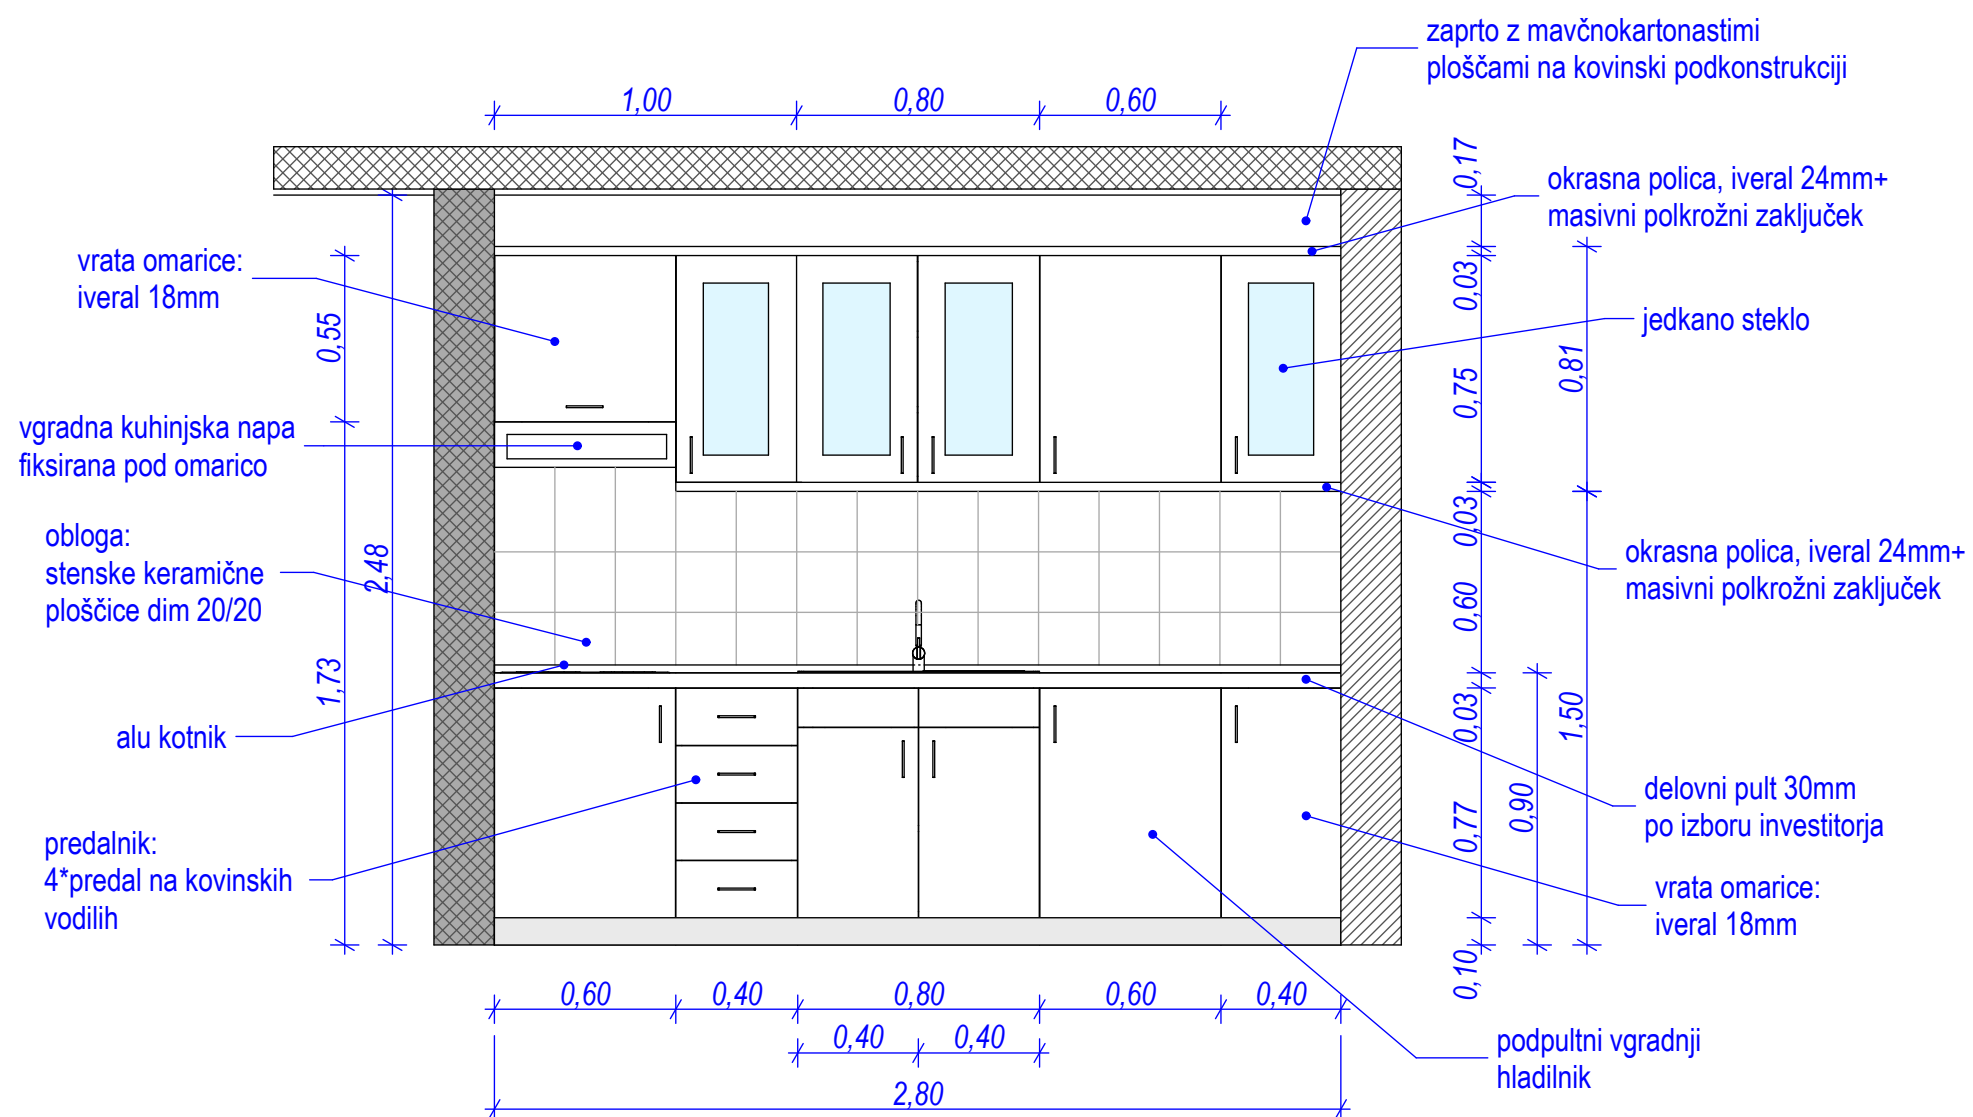 zaprto z mavčnokartonastimi
ploščami na kovinski podkonstrukciji
1,00
0,80
0,60
0,17
okrasna polica, iveral 24mm+
masivni polkrožni zaključek
vrata omarice:
iveral 18mm
0,03
jedkano steklo
0,55
0,75
0,81
vgradna kuhinjska napa
fiksirana pod omarico
0,03
obloga:
stenske keramične
ploščice dim 20/20
2,48
okrasna polica, iveral 24mm+
masivni polkrožni zaključek
0,60
1,73
alu kotnik
0,03
1,50
delovni pult 30mm
po izboru investitorja
0,90
0,77
predalnik:
4*predal na kovinskih
vodilih
vrata omarice:
iveral 18mm
0,10
0,60
0,40
0,80
0,60
0,40
0,40
0,40
podpultni vgradnji
hladilnik
2,80